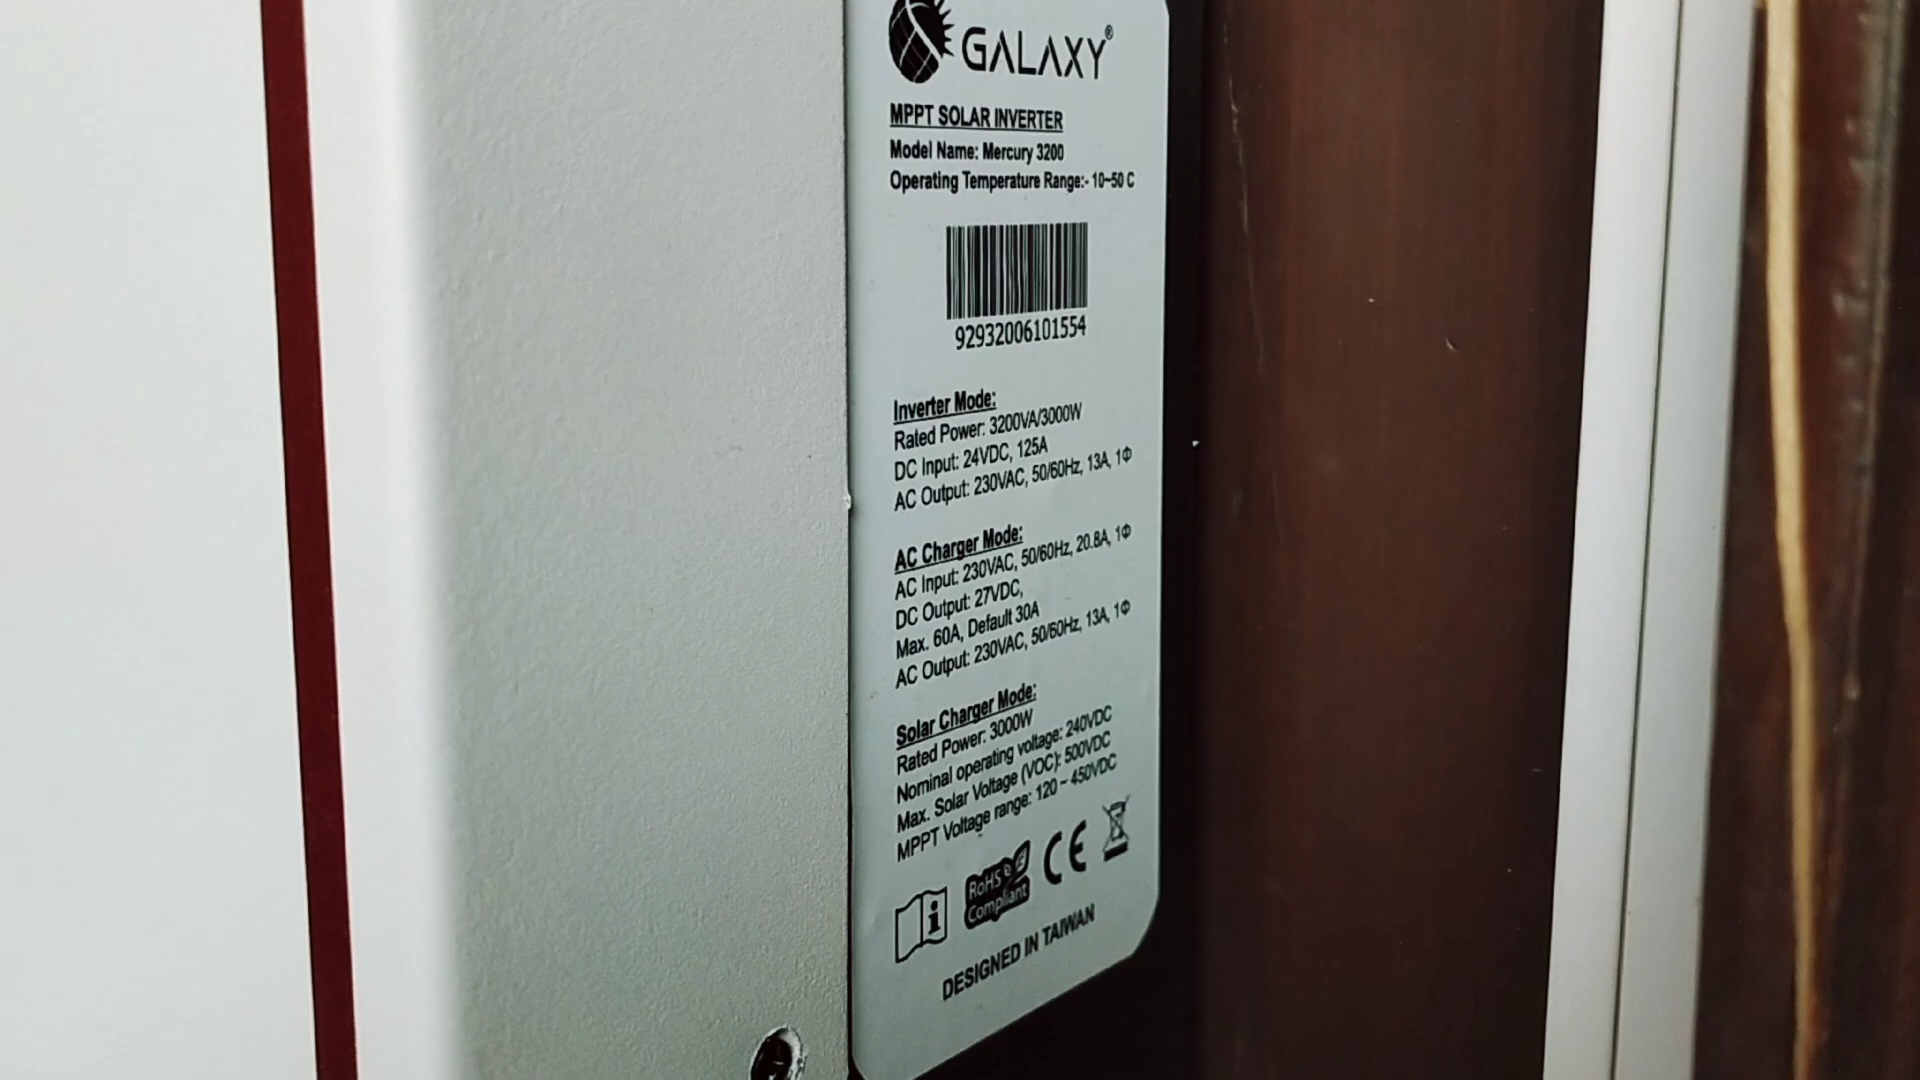 GALAXY®
MPPT SOLAR INVERTER
Model Name: Mercury 3200
Operating Temperature Range:- 10~50 C
92932006101554
Inverter Mode:
Rated Power: 3200VA/3000W
DC Input: 24VDC, 125A
AC Output: 230VAC, 50/60Hz, 13A, 1Φ
AC Charger Mode:
AC Input: 230VAC, 50/60Hz, 20.8A, 1Φ
DC Output: 27VDC,
Max. 60A, Default 30A
AC Output: 230VAC, 50/60Hz, 13A, 1Φ
Solar Charger Mode:
Rated Power: 3000W
Nominal operating voltage: 240VDC
Max. Solar Voltage (VOC): 500VDC
MPPT Voltage range: 120 ~ 450VDC
RoHS
Compliant
CE
DESIGNED IN TAIWAN